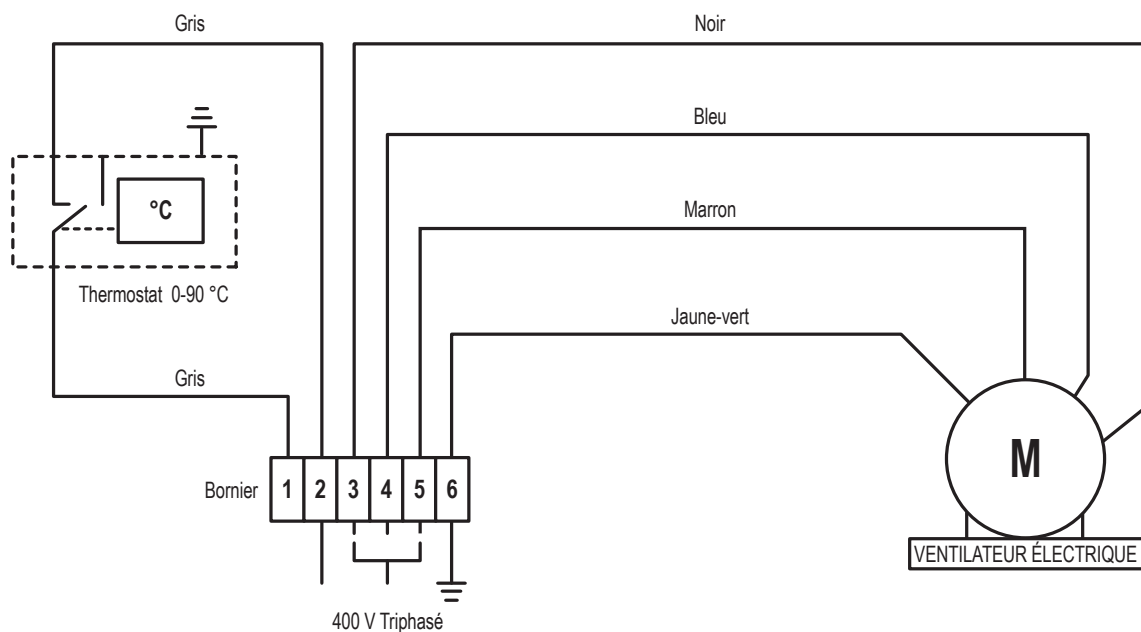 Gris
Noir
Bleu
°C
Marron
Thermostat 0-90 °C
Jaune-vert
Gris
M
Bornier
1 2 3 4 5 6
VENTILATEUR ÉLECTRIQUE
400 V Triphasé